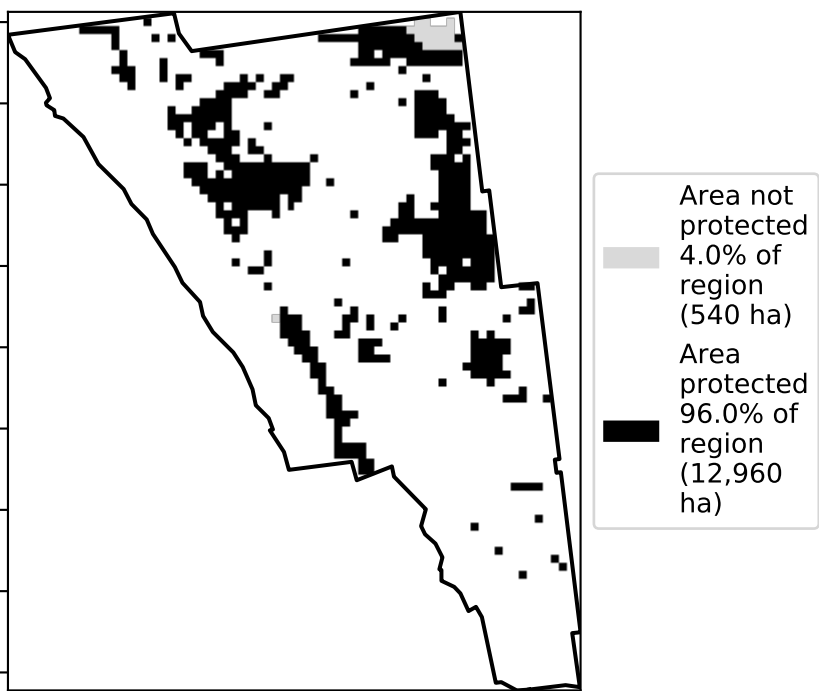 Area not
protected
4.0% of
region
(540 ha)
Area
protected
96.0% of
region
(12,960
ha)